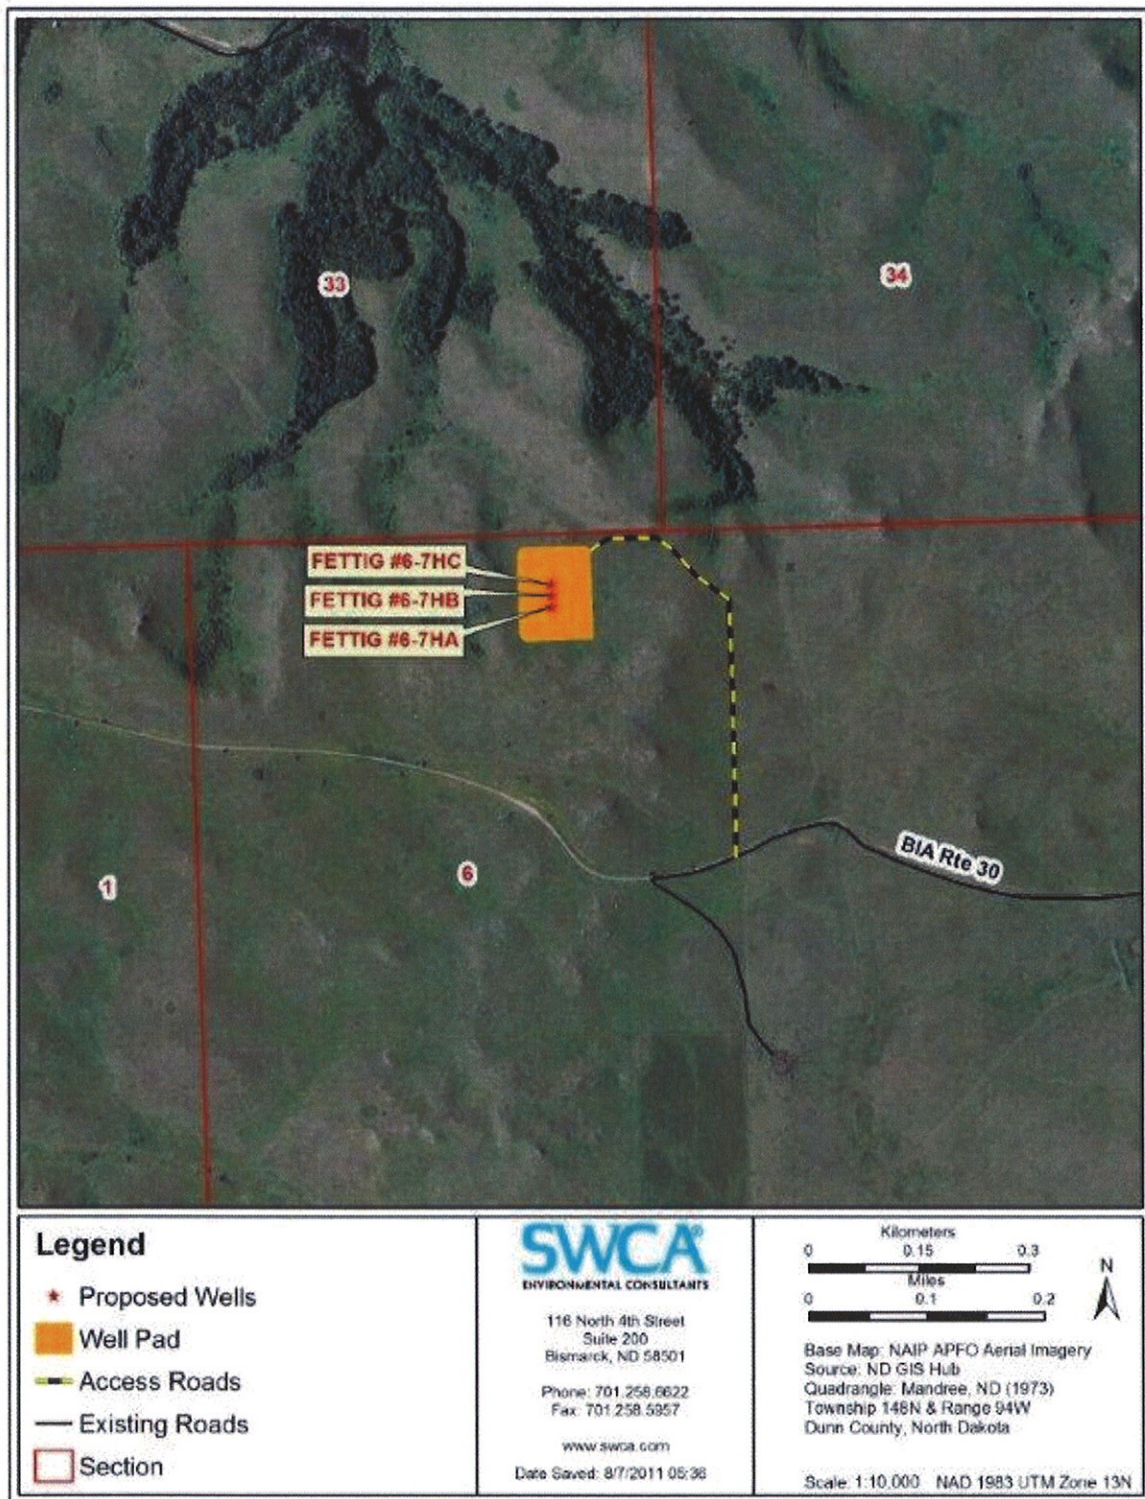 33
34
FETTIG #6-7HC
FETTIG #6-7HB
FETTIG #6-7HA
BIA Rte 30
1
6
Legend
Proposed Wells
Well Pad
Access Roads
Existing Roads
Section
SWCA®
ENVIRONMENTAL CONSULTANTS
116 North 4th Street
Suite 200
Bismarck, ND 58501
Phone: 701.258.6622
Fax: 701.258.5957
www.swca.com
Date Saved: 8/7/2011 05:36
Kilometers
0 0.15 0.3
Miles
0 0.1 0.2
N
Base Map: NAIP APFO Aerial Imagery
Source: ND GIS Hub
Quadrangle: Mandree, ND (1973)
Township 148N & Range 94W
Dunn County, North Dakota
Scale: 1:10,000 NAD 1983 UTM Zone 13N